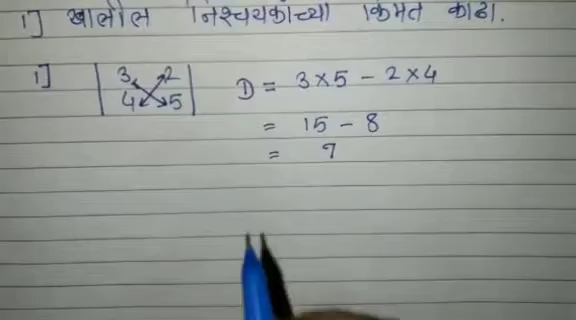 1] खालील निश्चयकाच्या किंमत काढा.
1] | 3 2 | D = 3×5 - 2×4
| 4 5 | = 15 - 8
= 7